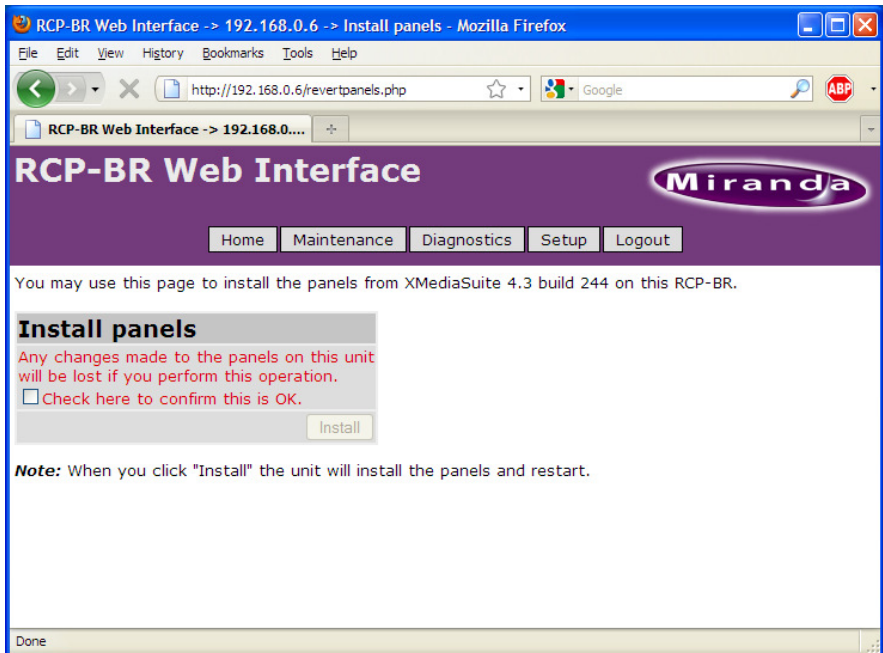 RCP-BR Web Interface -> 192.168.0.6 -> Install panels - Mozilla Firefox
File Edit View History Bookmarks Tools Help
http://192.168.0.6/revertpanels.php Google ABP
RCP-BR Web Interface -> 192.168.0....
RCP-BR Web Interface
Miranda
Home Maintenance Diagnostics Setup Logout
You may use this page to install the panels from XMediaSuite 4.3 build 244 on this RCP-BR.
Install panels
Any changes made to the panels on this unit
will be lost if you perform this operation.
Check here to confirm this is OK.
Install
Note: When you click "Install" the unit will install the panels and restart.
Done